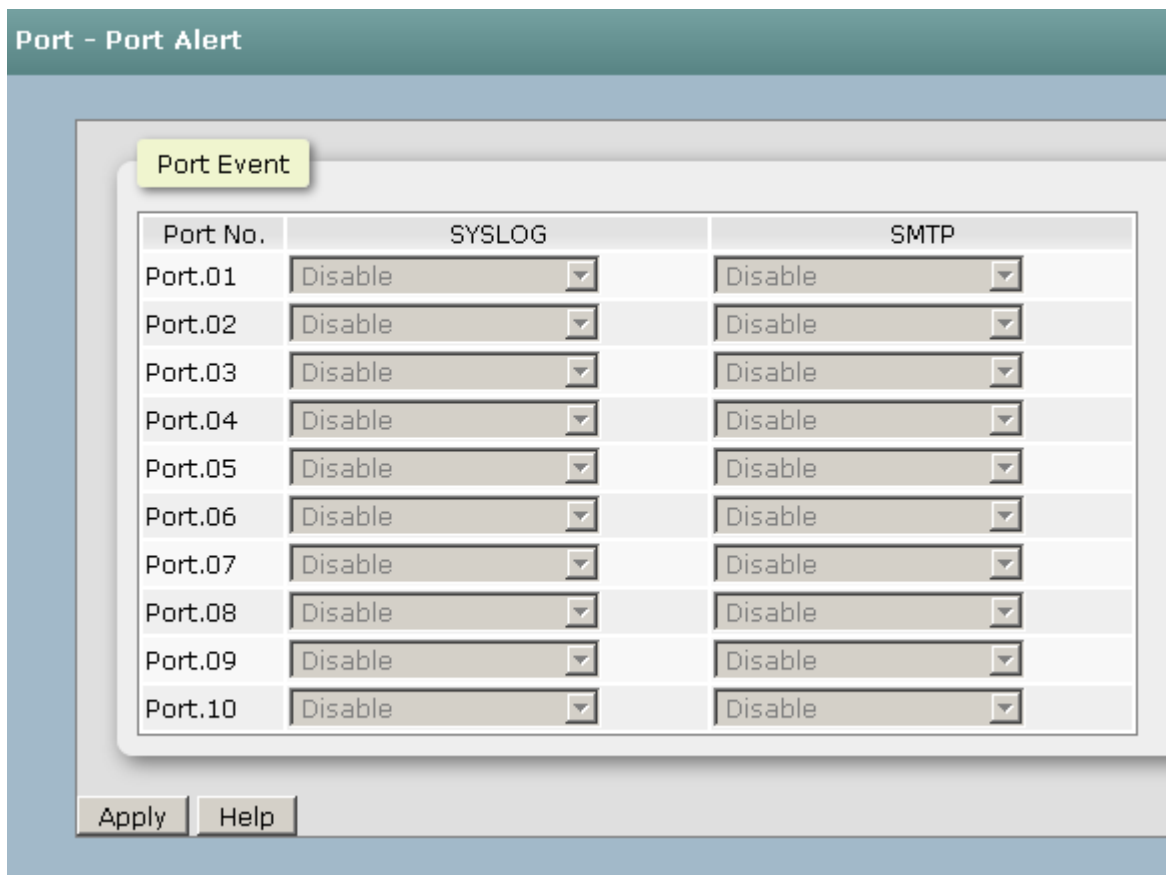 Port - Port Alert
Port Event
Port No. SYSLOG SMTP
Port.01 Disable Disable
Port.02 Disable Disable
Port.03 Disable Disable
Port.04 Disable Disable
Port.05 Disable Disable
Port.06 Disable Disable
Port.07 Disable Disable
Port.08 Disable Disable
Port.09 Disable Disable
Port.10 Disable Disable
Apply Help